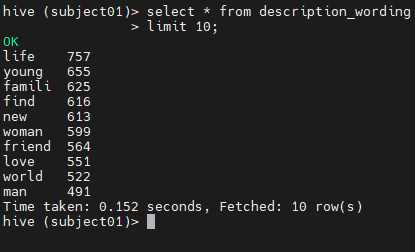 hive (subject01)> select * from description_wording
                > limit 10;
OK
life    757
young   655
famili  625
find    616
new     613
woman   599
friend  564
love    551
world   522
man     491
Time taken: 0.152 seconds, Fetched: 10 row(s)
hive (subject01)>